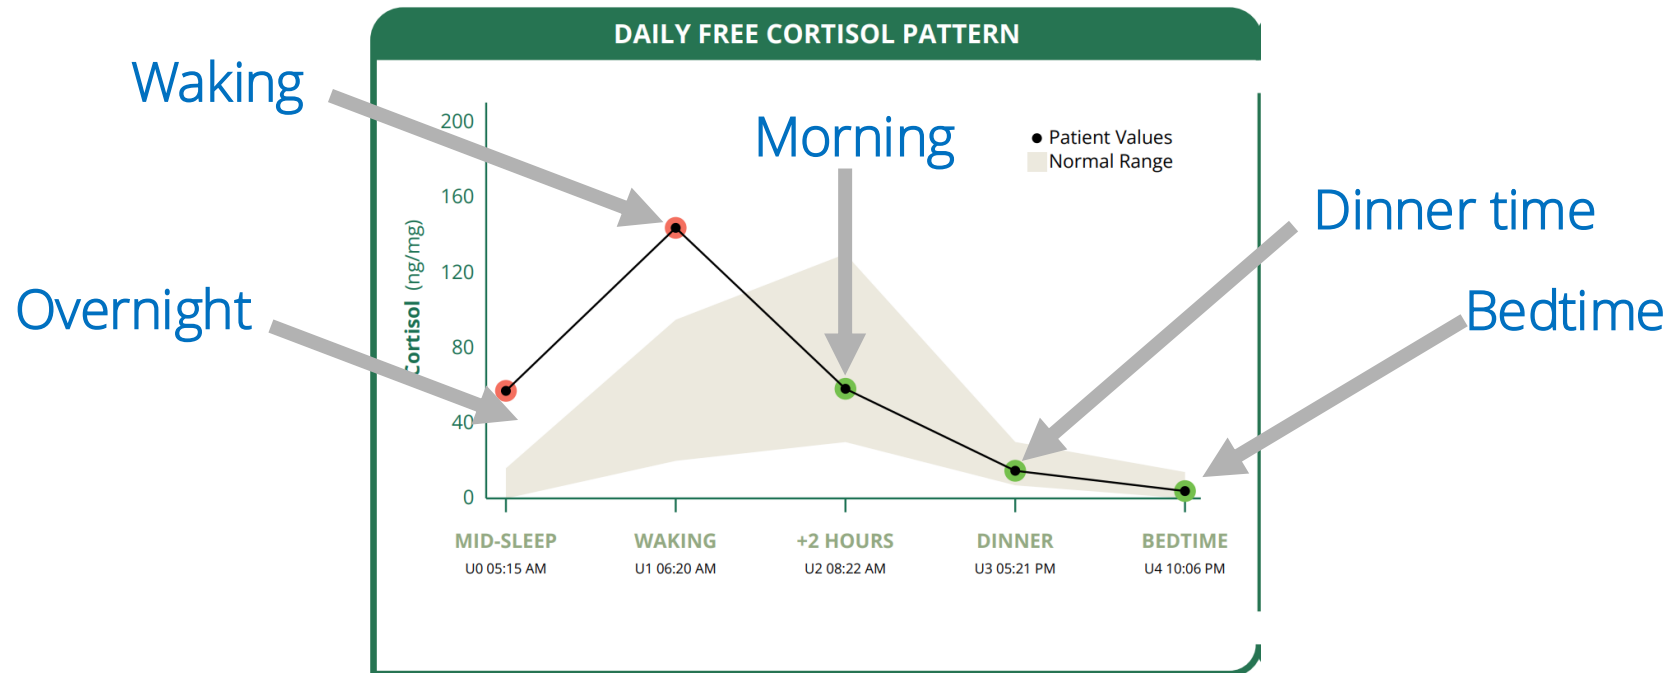 DAILY FREE CORTISOL PATTERN
Waking
Morning
Dinner time
Overnight
Bedtime
Patient Values
Normal Range
Cortisol (ng/mg)
200
160
120
80
40
0
MID-SLEEP WAKING +2 HOURS DINNER BEDTIME
U0 05:15 AM U1 06:20 AM U2 08:22 AM U3 05:21 PM U4 10:06 PM